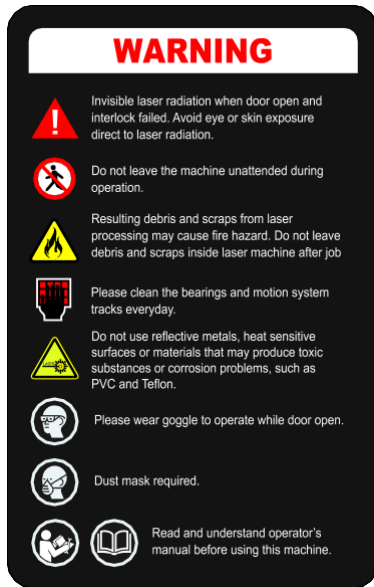 WARNING
Invisible laser radiation when door open and
interlock failed. Avoid eye or skin exposure
direct to laser radiation.
Do not leave the machine unattended during
operation.
Resulting debris and scraps from laser
processing may cause fire hazard. Do not leave
debris and scraps inside laser machine after job
Please clean the bearings and motion system
tracks everyday.
Do not use reflective metals, heat sensitive
surfaces or materials that may produce toxic
substances or corrosion problems, such as
PVC and Teflon.
Please wear goggle to operate while door open.
Dust mask required.
Read and understand operator's
manual before using this machine.